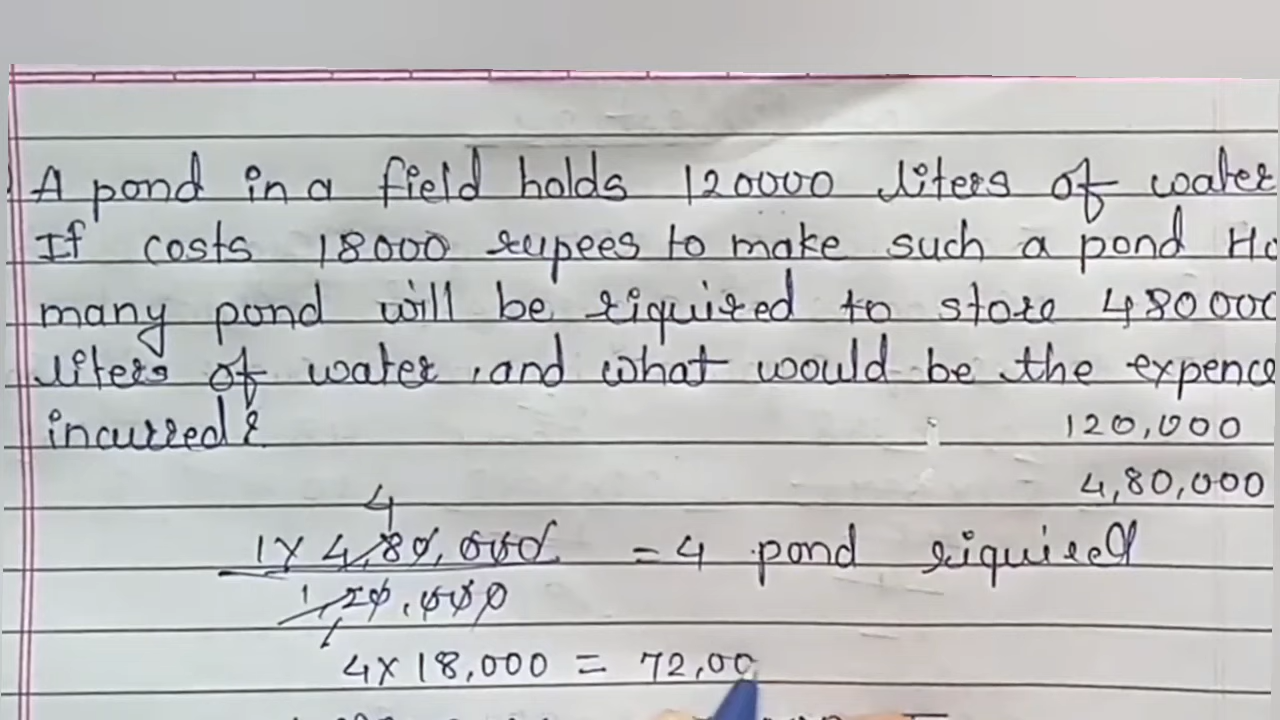 A pond in a field holds 120000 liters of water
If costs 18000 rupees to make such a pond Ho
many pond will be riquired to store 480000
liters of water, and what would be the expence
incurred?
120,000
4,80,000
4
1 x 4,80,000 = 4 pond riquired
1,20,000
1
4x 18,000 = 72,00